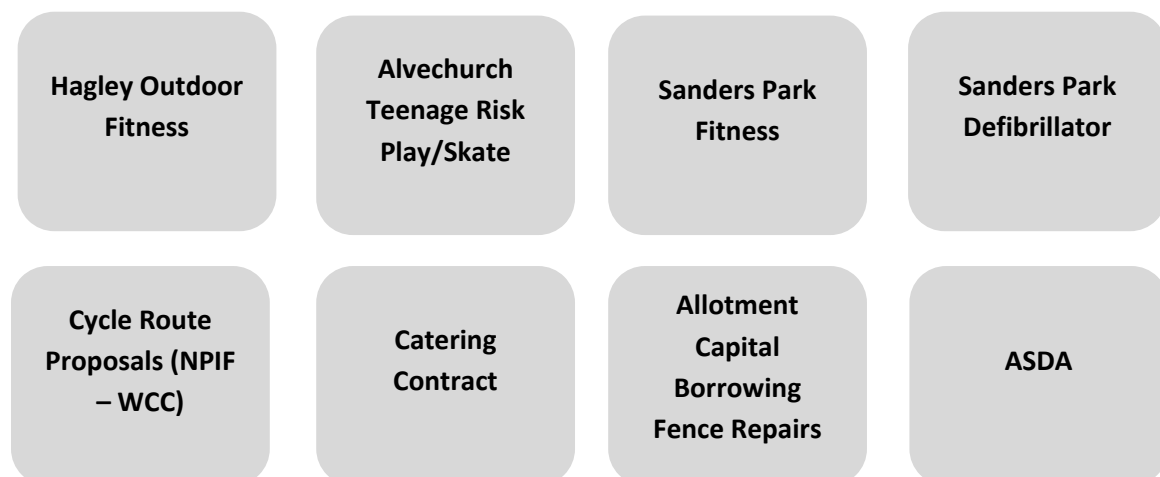 Hagley Outdoor
Fitness
Alvechurch
Teenage Risk
Play/Skate
Sanders Park
Fitness
Sanders Park
Defibrillator
Cycle Route
Proposals (NPIF
– WCC)
Catering
Contract
Allotment
Capital
Borrowing
Fence Repairs
ASDA